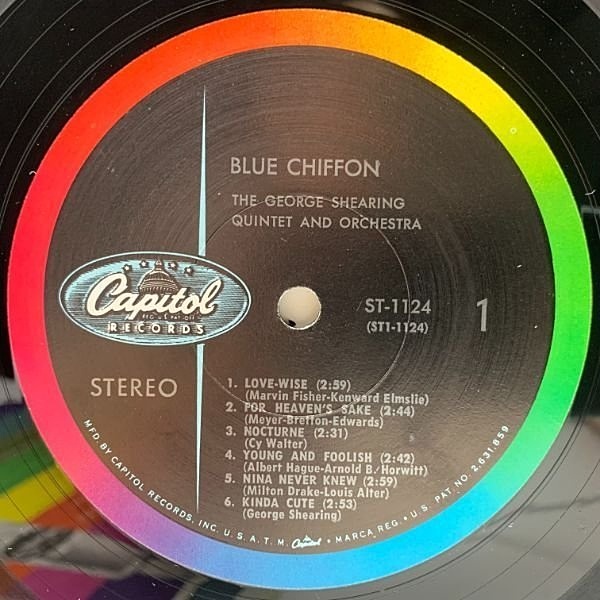 BLUE CHIFFON
THE GEORGE SHEARING
QUINTET AND ORCHESTRA
Capitol
REG. U.S. PAT. OFF.
RECORDS
ST-1124
(ST1-1124)
1
STEREO
1. LOVE-WISE (2:59)
(Marvin Fisher-Kenward Elmslie)
2. FOR HEAVEN'S SAKE (2:44)
(Meyer-Bretton-Edwards)
3. NOCTURNE (2:31)
(Cy Walter)
4. YOUNG AND FOOLISH (2:42)
(Albert Hague-Arnold B. Horwitt)
5. NINA NEVER KNEW (2:59)
(Milton Drake-Louis Alter)
6. KINDA CUTE (2:53)
(George Shearing)
MFD. BY CAPITOL RECORDS, INC. U.S.A. T.M. Capitol • MARCA REG. • U.S. PAT. NO. 2,631,859